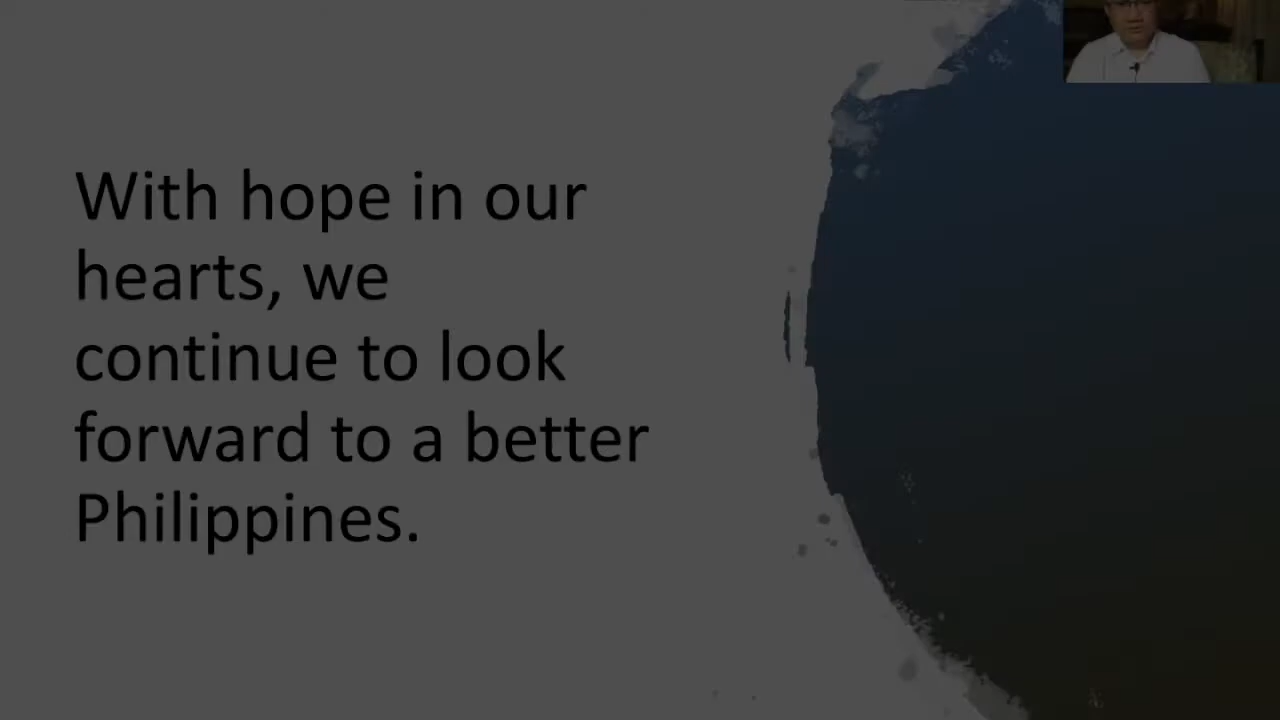 With hope in our
hearts, we
continue to look
forward to a better
Philippines.